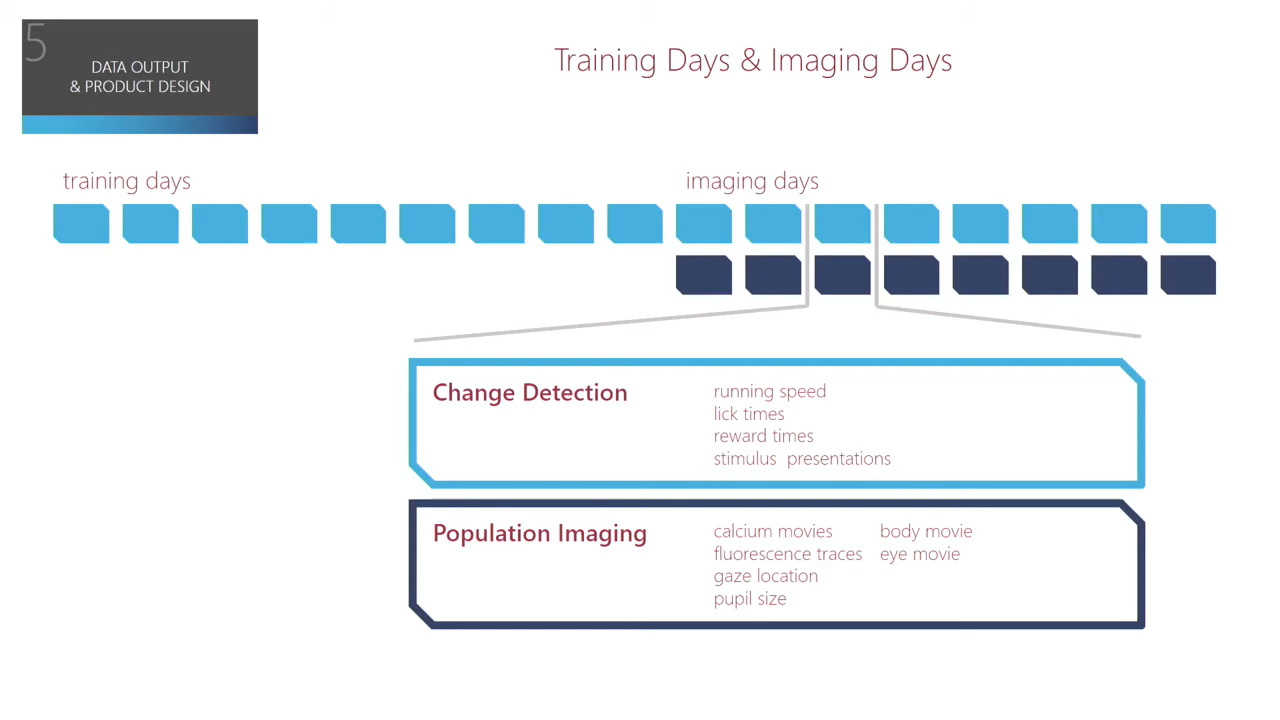 5
DATA OUTPUT
& PRODUCT DESIGN
Training Days & Imaging Days
training days
imaging days
Change Detection
running speed
lick times
reward times
stimulus presentations
Population Imaging
calcium movies
fluorescence traces
gaze location
pupil size
body movie
eye movie